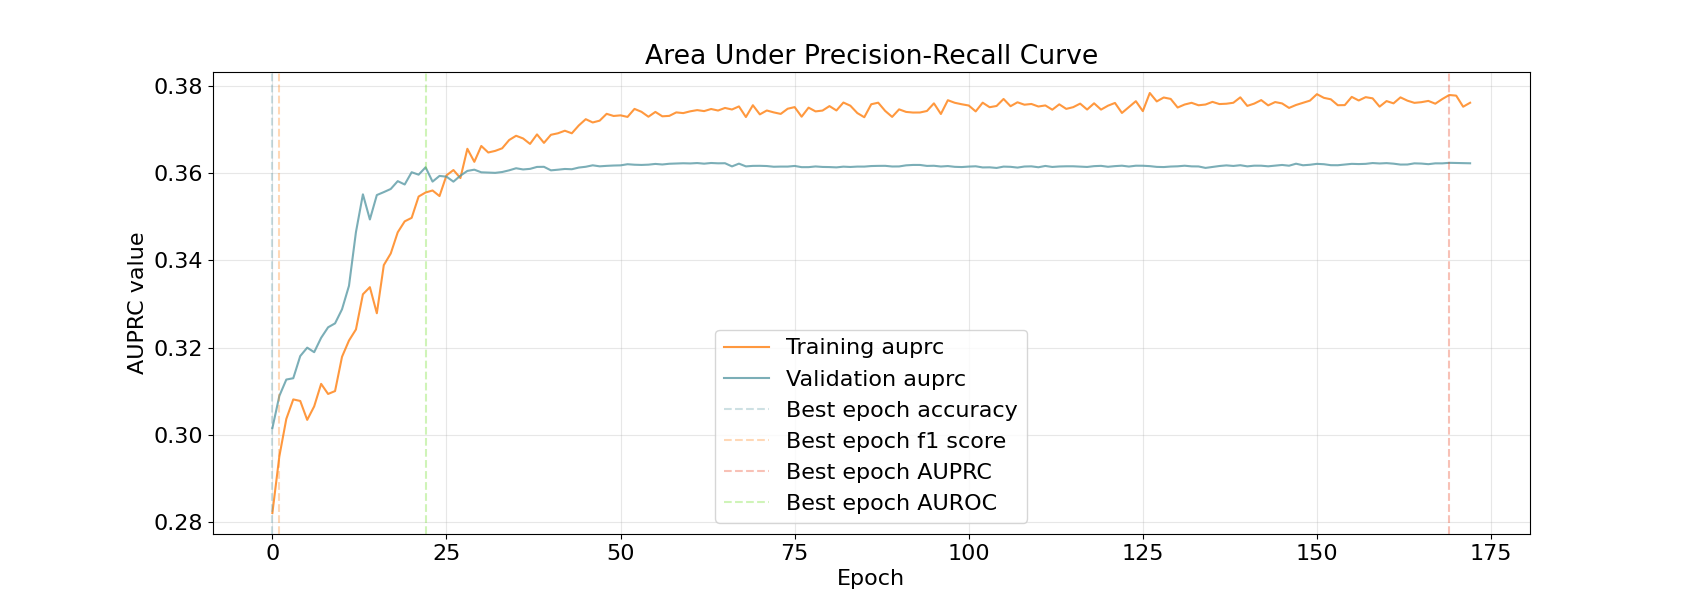 Area Under Precision-Recall Curve
AUPRC value
0.38
0.36
0.34
0.32
0.30
0.28
Training auprc
Validation auprc
Best epoch accuracy
Best epoch f1 score
Best epoch AUPRC
Best epoch AUROC
0 25 50 75 100 125 150 175
Epoch